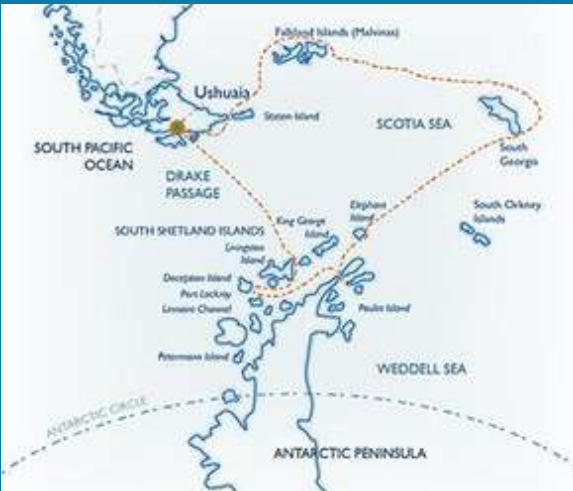 Falkland Islands (Malvinas)
Ushuaia
Staten Island
SCOTIA SEA
SOUTH PACIFIC
OCEAN
South
Georgia
DRAKE
PASSAGE
Elephant
Island
South Orkney
Islands
King George
Island
SOUTH SHETLAND ISLANDS
Livingston
Island
Deception Island
Port Lockroy
Lemaire Channel
Paulet Island
Petermann Island
WEDDELL SEA
ANTARCTIC CIRCLE
ANTARCTIC PENINSULA